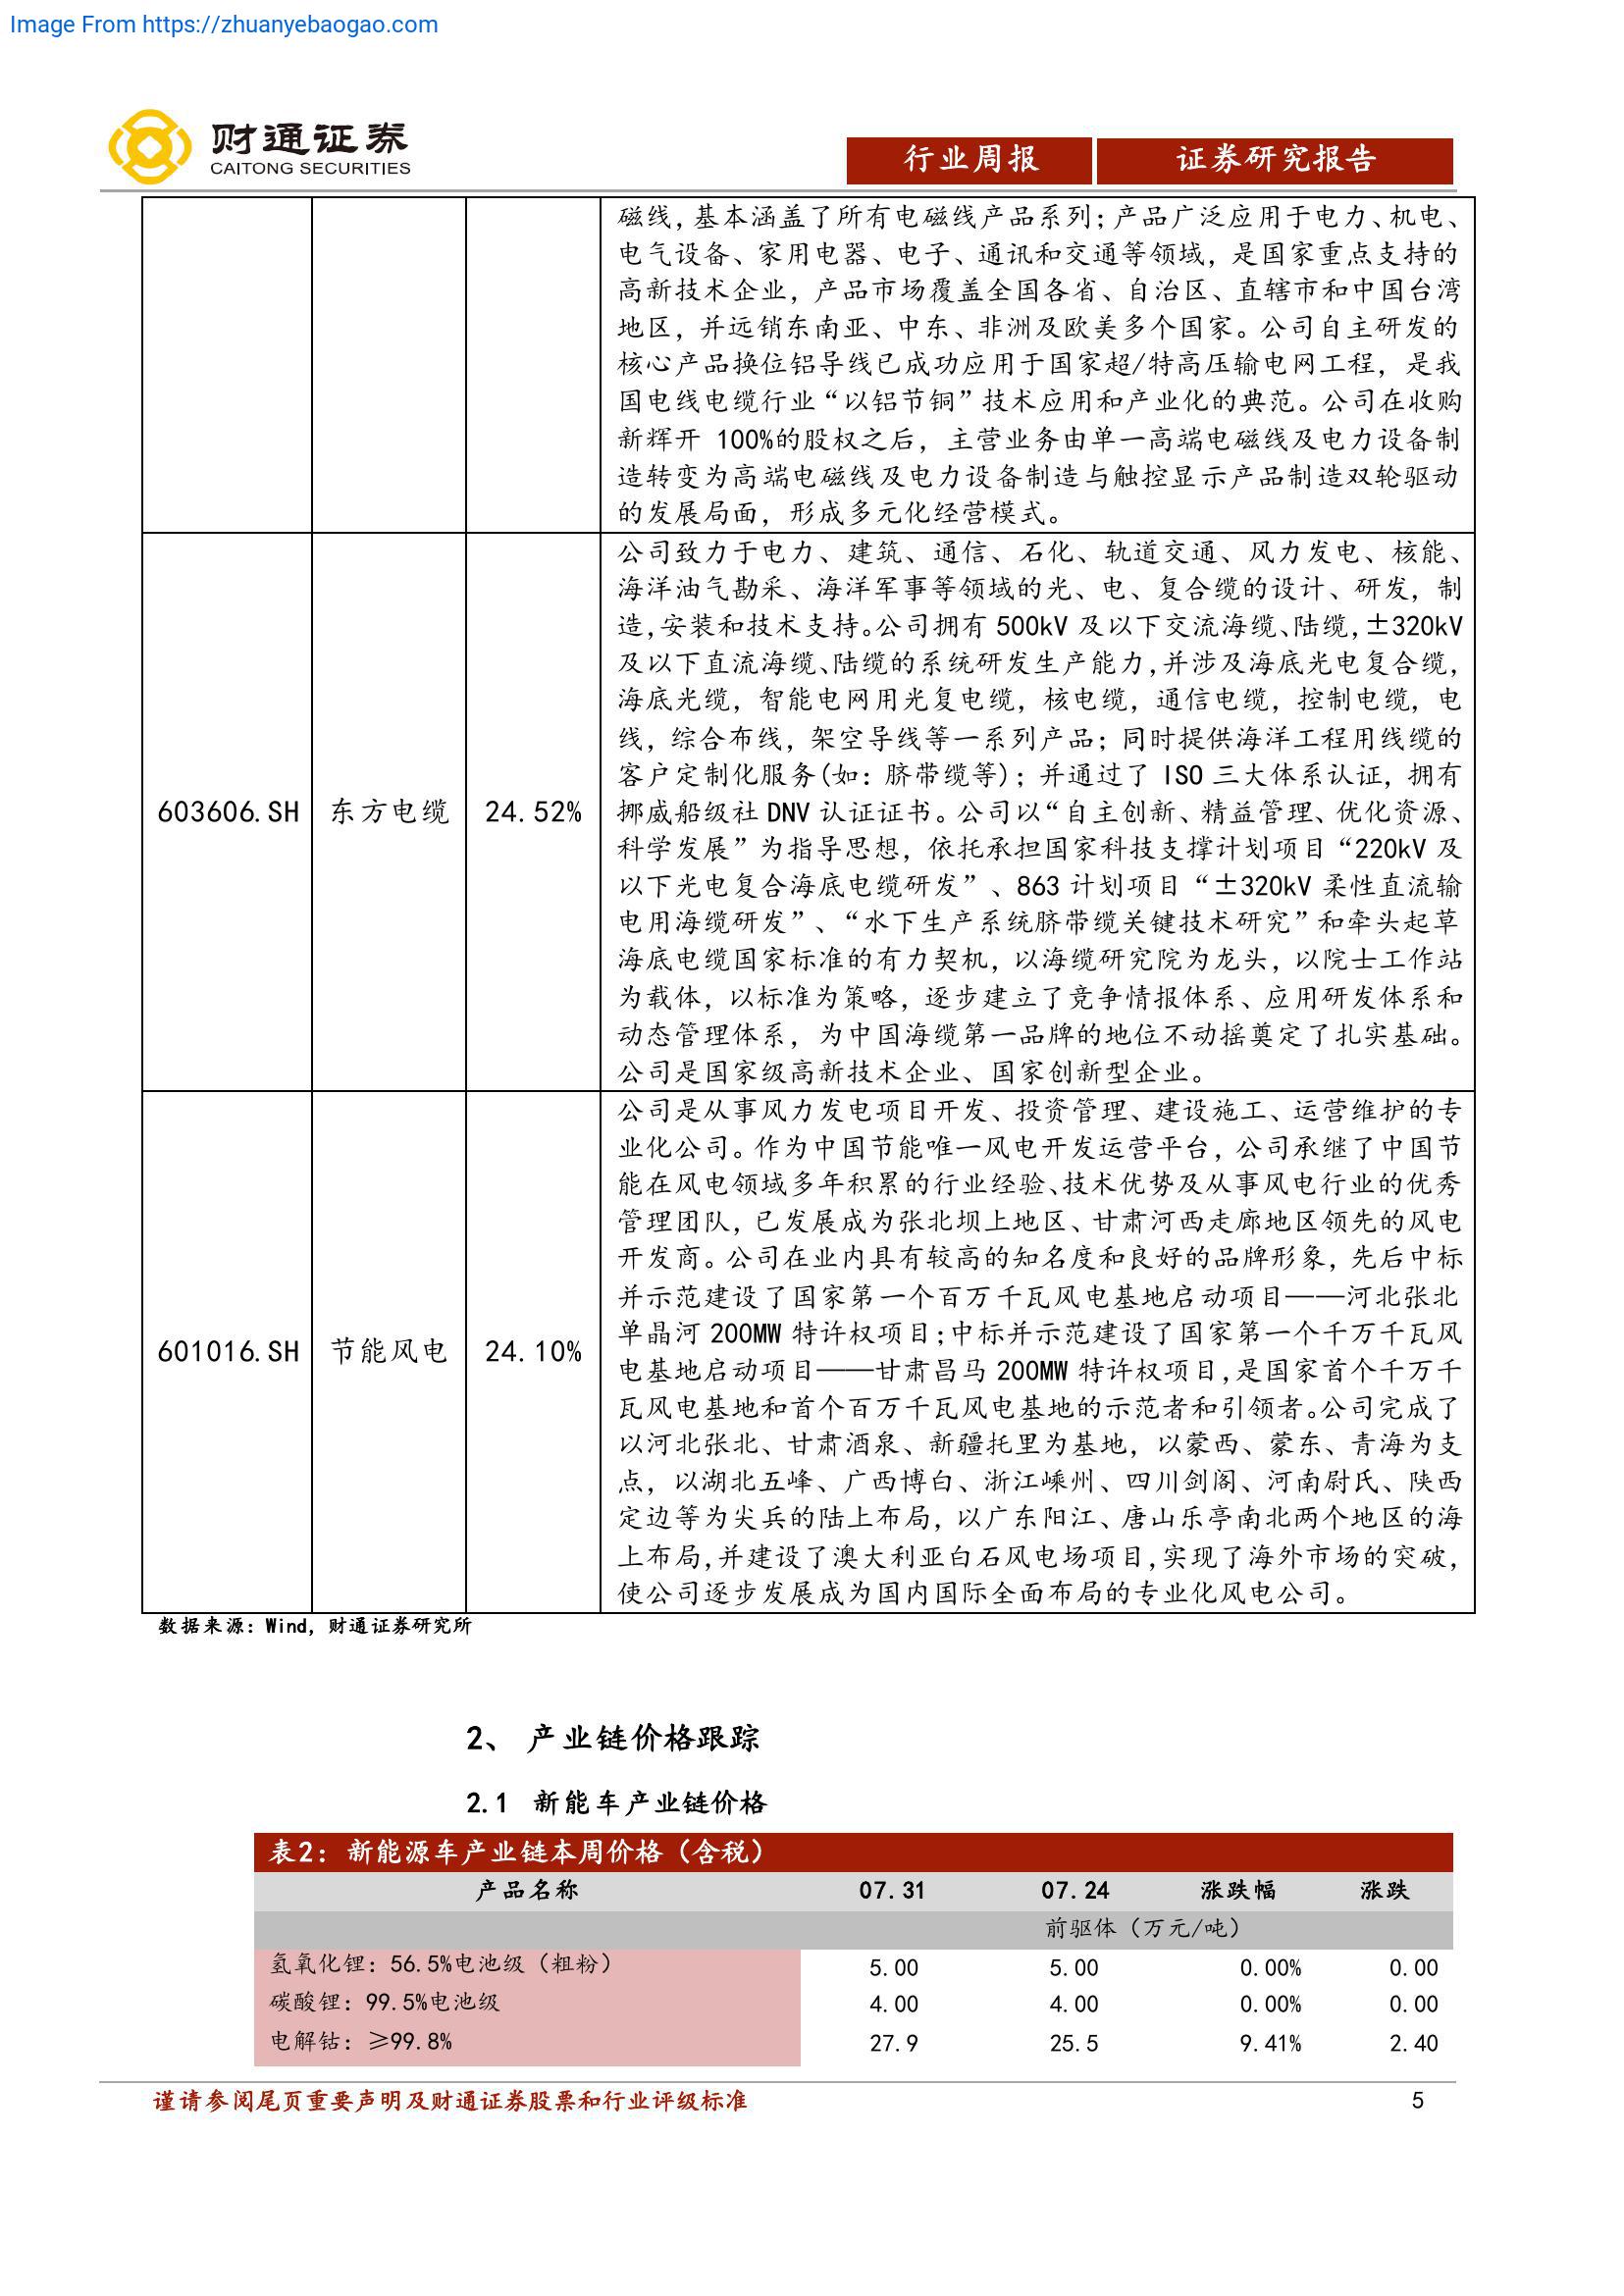 Image From https://zhuanyebaogao.com
财通证券
CAITONG SECURITIES
行业周报
证券研究报告
磁线，基本涵盖了所有电磁线产品系列；产品广泛应用于电力、机电、
电气设备、家用电器、电子、通讯和交通等领域，是国家重点支持的
高新技术企业，产品市场覆盖全国各省、自治区、直辖市和中国台湾
地区，并远销东南亚、中东、非洲及欧美多个国家。公司自主研发的
核心产品换位铝导线已成功应用于国家超/特高压输电网工程，是我
国电线电缆行业“以铝节铜”技术应用和产业化的典范。公司在收购
新辉开 100%的股权之后，主营业务由单一高端电磁线及电力设备制
造转变为高端电磁线及电力设备制造与触控显示产品制造双轮驱动
的发展局面，形成多元化经营模式。
603606.SH 东方电缆 24.52%
公司致力于电力、建筑、通信、石化、轨道交通、风力发电、核能、
海洋油气勘采、海洋军事等领域的光、电、复合缆的设计、研发，制
造,安装和技术支持。公司拥有 500kV 及以下交流海缆、陆缆,±320kV
及以下直流海缆、陆缆的系统研发生产能力,并涉及海底光电复合缆,
海底光缆，智能电网用光复电缆，核电缆，通信电缆，控制电缆，电
线，综合布线，架空导线等一系列产品；同时提供海洋工程用线缆的
客户定制化服务(如：脐带缆等)；并通过了 ISO 三大体系认证，拥有
挪威船级社 DNV 认证证书。公司以“自主创新、精益管理、优化资源、
科学发展”为指导思想，依托承担国家科技支撑计划项目“220kV 及
以下光电复合海底电缆研发”、863 计划项目“±320kV 柔性直流输
电用海缆研发”、“水下生产系统脐带缆关键技术研究”和牵头起草
海底电缆国家标准的有力契机，以海缆研究院为龙头，以院士工作站
为载体，以标准为策略，逐步建立了竞争情报体系、应用研发体系和
动态管理体系，为中国海缆第一品牌的地位不动摇奠定了扎实基础。
公司是国家级高新技术企业、国家创新型企业。
601016.SH 节能风电 24.10%
公司是从事风力发电项目开发、投资管理、建设施工、运营维护的专
业化公司。作为中国节能唯一风电开发运营平台，公司承继了中国节
能在风电领域多年积累的行业经验、技术优势及从事风电行业的优秀
管理团队，已发展成为张北坝上地区、甘肃河西走廊地区领先的风电
开发商。公司在业内具有较高的知名度和良好的品牌形象，先后中标
并示范建设了国家第一个百万千瓦风电基地启动项目——河北张北
单晶河 200MW 特许权项目;中标并示范建设了国家第一个千万千瓦风
电基地启动项目——甘肃昌马 200MW 特许权项目,是国家首个千万千
瓦风电基地和首个百万千瓦风电基地的示范者和引领者。公司完成了
以河北张北、甘肃酒泉、新疆托里为基地，以蒙西、蒙东、青海为支
点，以湖北五峰、广西博白、浙江嵊州、四川剑阁、河南尉氏、陕西
定边等为尖兵的陆上布局，以广东阳江、唐山乐亭南北两个地区的海
上布局,并建设了澳大利亚白石风电场项目,实现了海外市场的突破,
使公司逐步发展成为国内国际全面布局的专业化风电公司。
数据来源：Wind，财通证券研究所
2、 产业链价格跟踪
2.1 新能车产业链价格
表2：新能源车产业链本周价格（含税）
产品名称 07.31 07.24 涨跌幅 涨跌
前驱体（万元/吨）
氢氧化锂：56.5%电池级（粗粉） 5.00 5.00 0.00% 0.00
碳酸锂：99.5%电池级 4.00 4.00 0.00% 0.00
电解钴：≥99.8% 27.9 25.5 9.41% 2.40
谨请参阅尾页重要声明及财通证券股票和行业评级标准 5